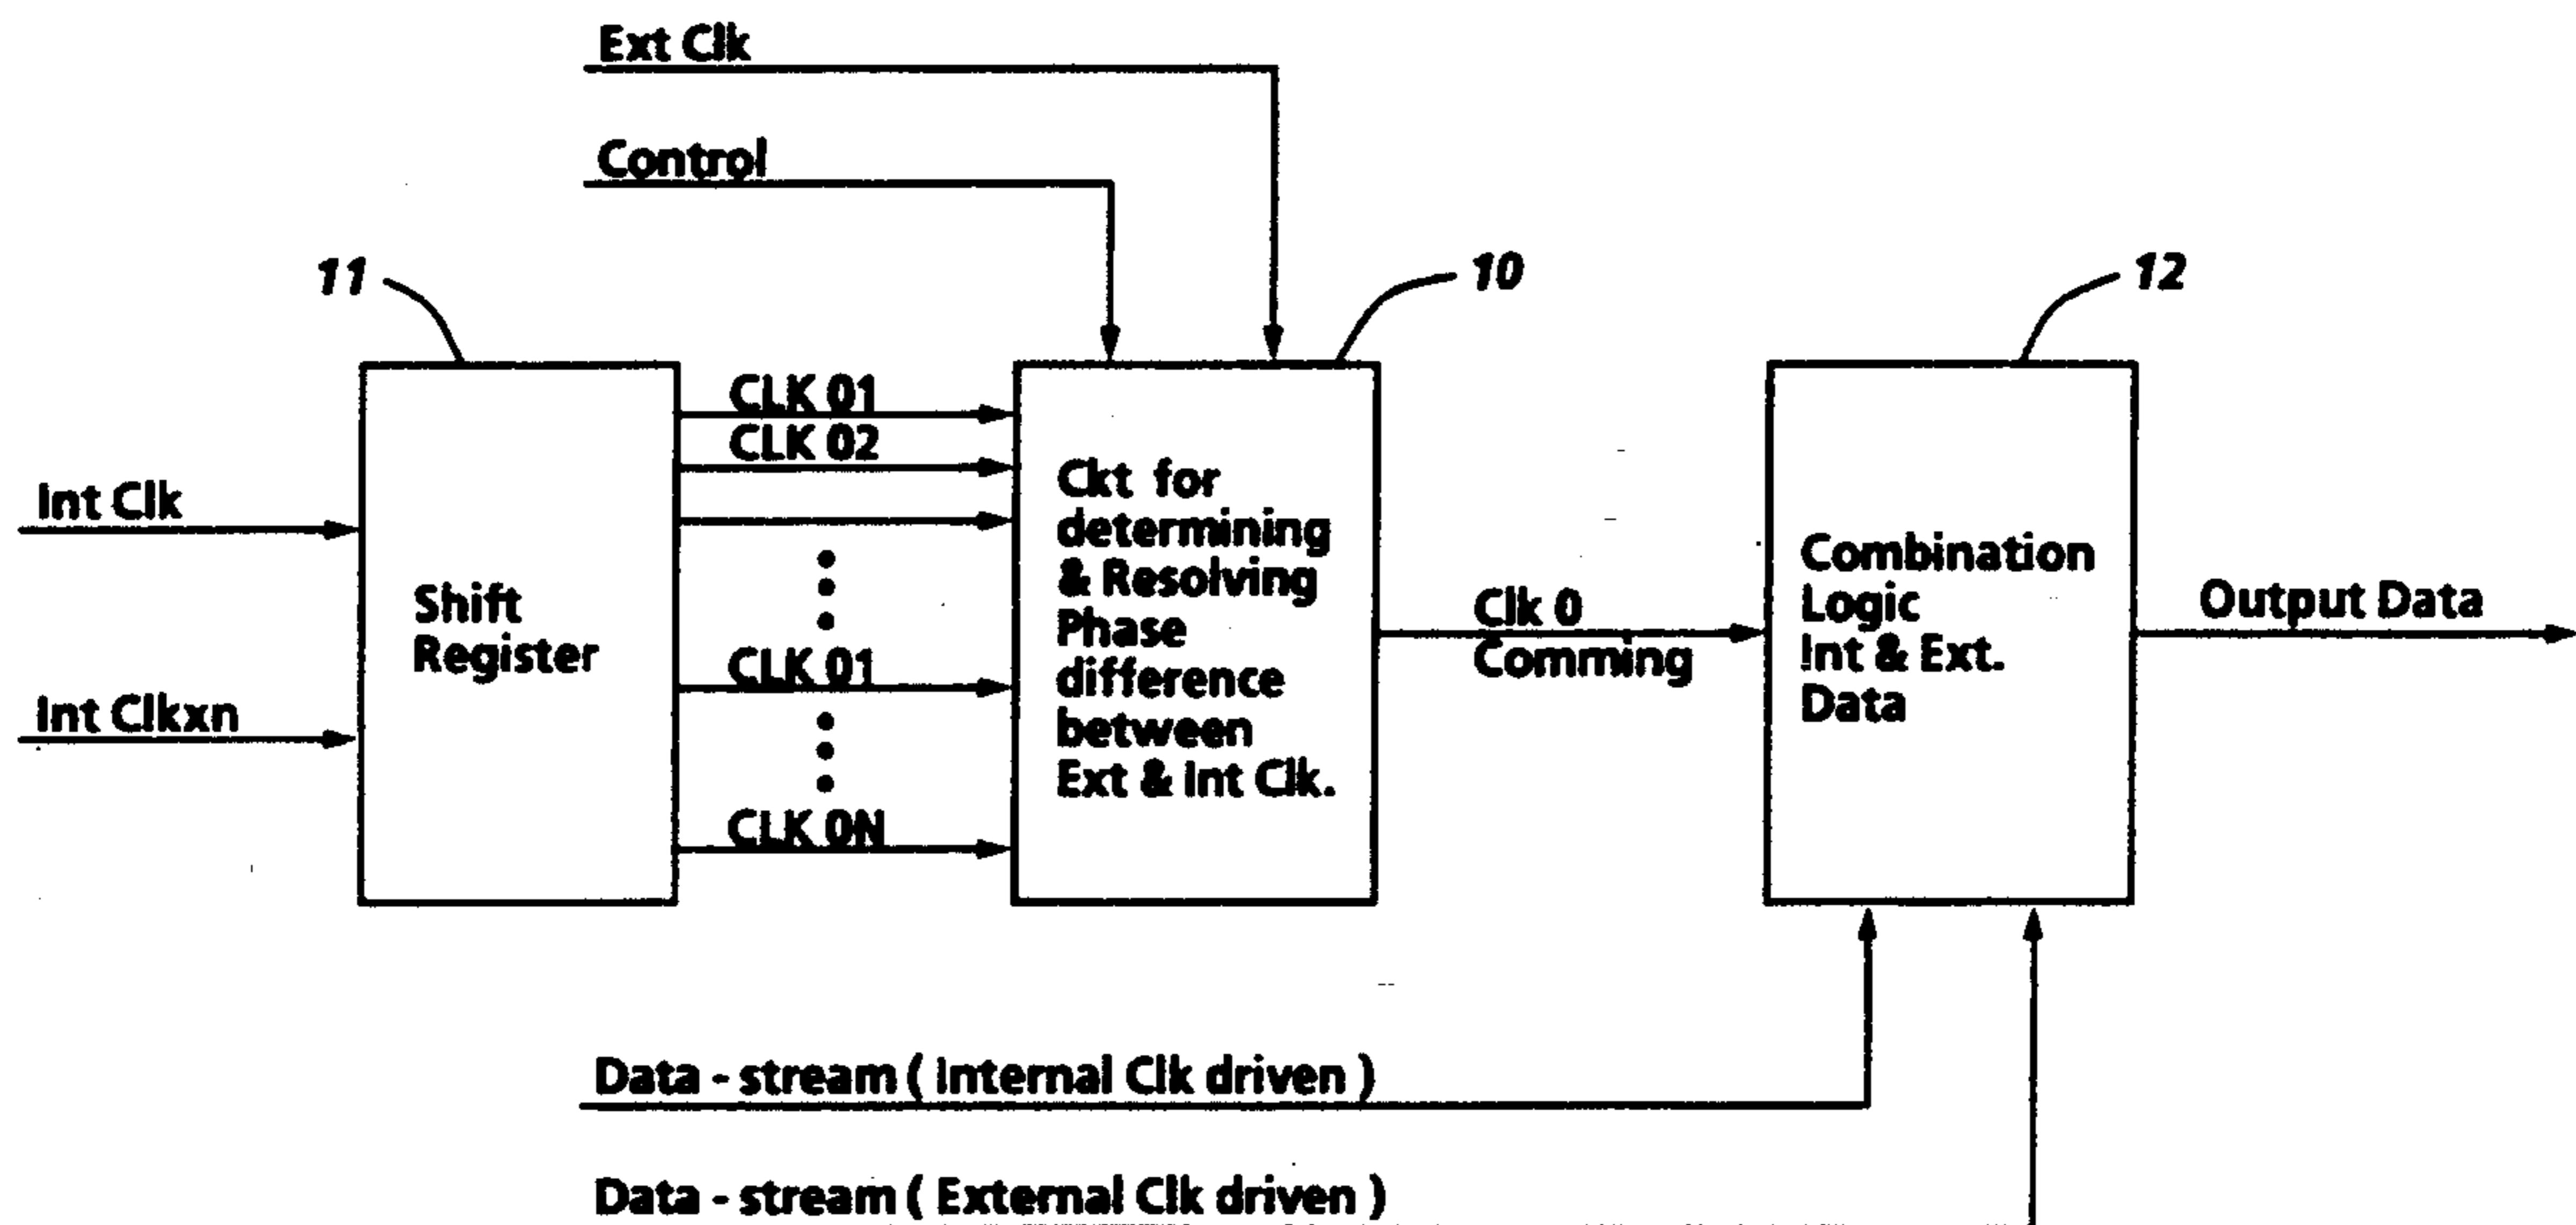 Ext Clk
Control
11
10
12
CLK 01
CLK 02
Int Clk
Shift
Register
Int Clkxn
CLK 01
CLK 0N
Ckt for
determining
& Resolving
Phase
difference
between
Ext & Int Clk.
Clk 0
Comming
Combination
Logic
Int & Ext.
Data
Output Data
Data - stream ( Internal Clk driven )
Data - stream ( External Clk driven )